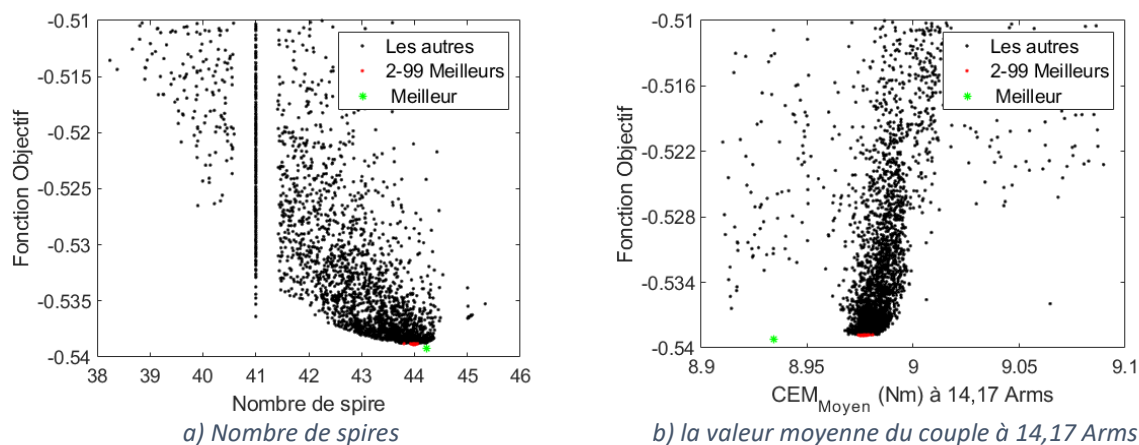 -0.51
-0.515
-0.52
-0.525
-0.53
-0.535
-0.54
Fonction Objectif
38 39 40 41 42 43 44 45 46
Nombre de spire
Les autres
2-99 Meilleurs
Meilleur
a) Nombre de spires
-0.51
-0.516
-0.522
-0.528
-0.534
-0.54
Fonction Objectif
8.9 8.95 9 9.05 9.1
CEM_Moyen (Nm) à 14,17 Arms
Les autres
2-99 Meilleurs
Meilleur
b) la valeur moyenne du couple à 14,17 Arms